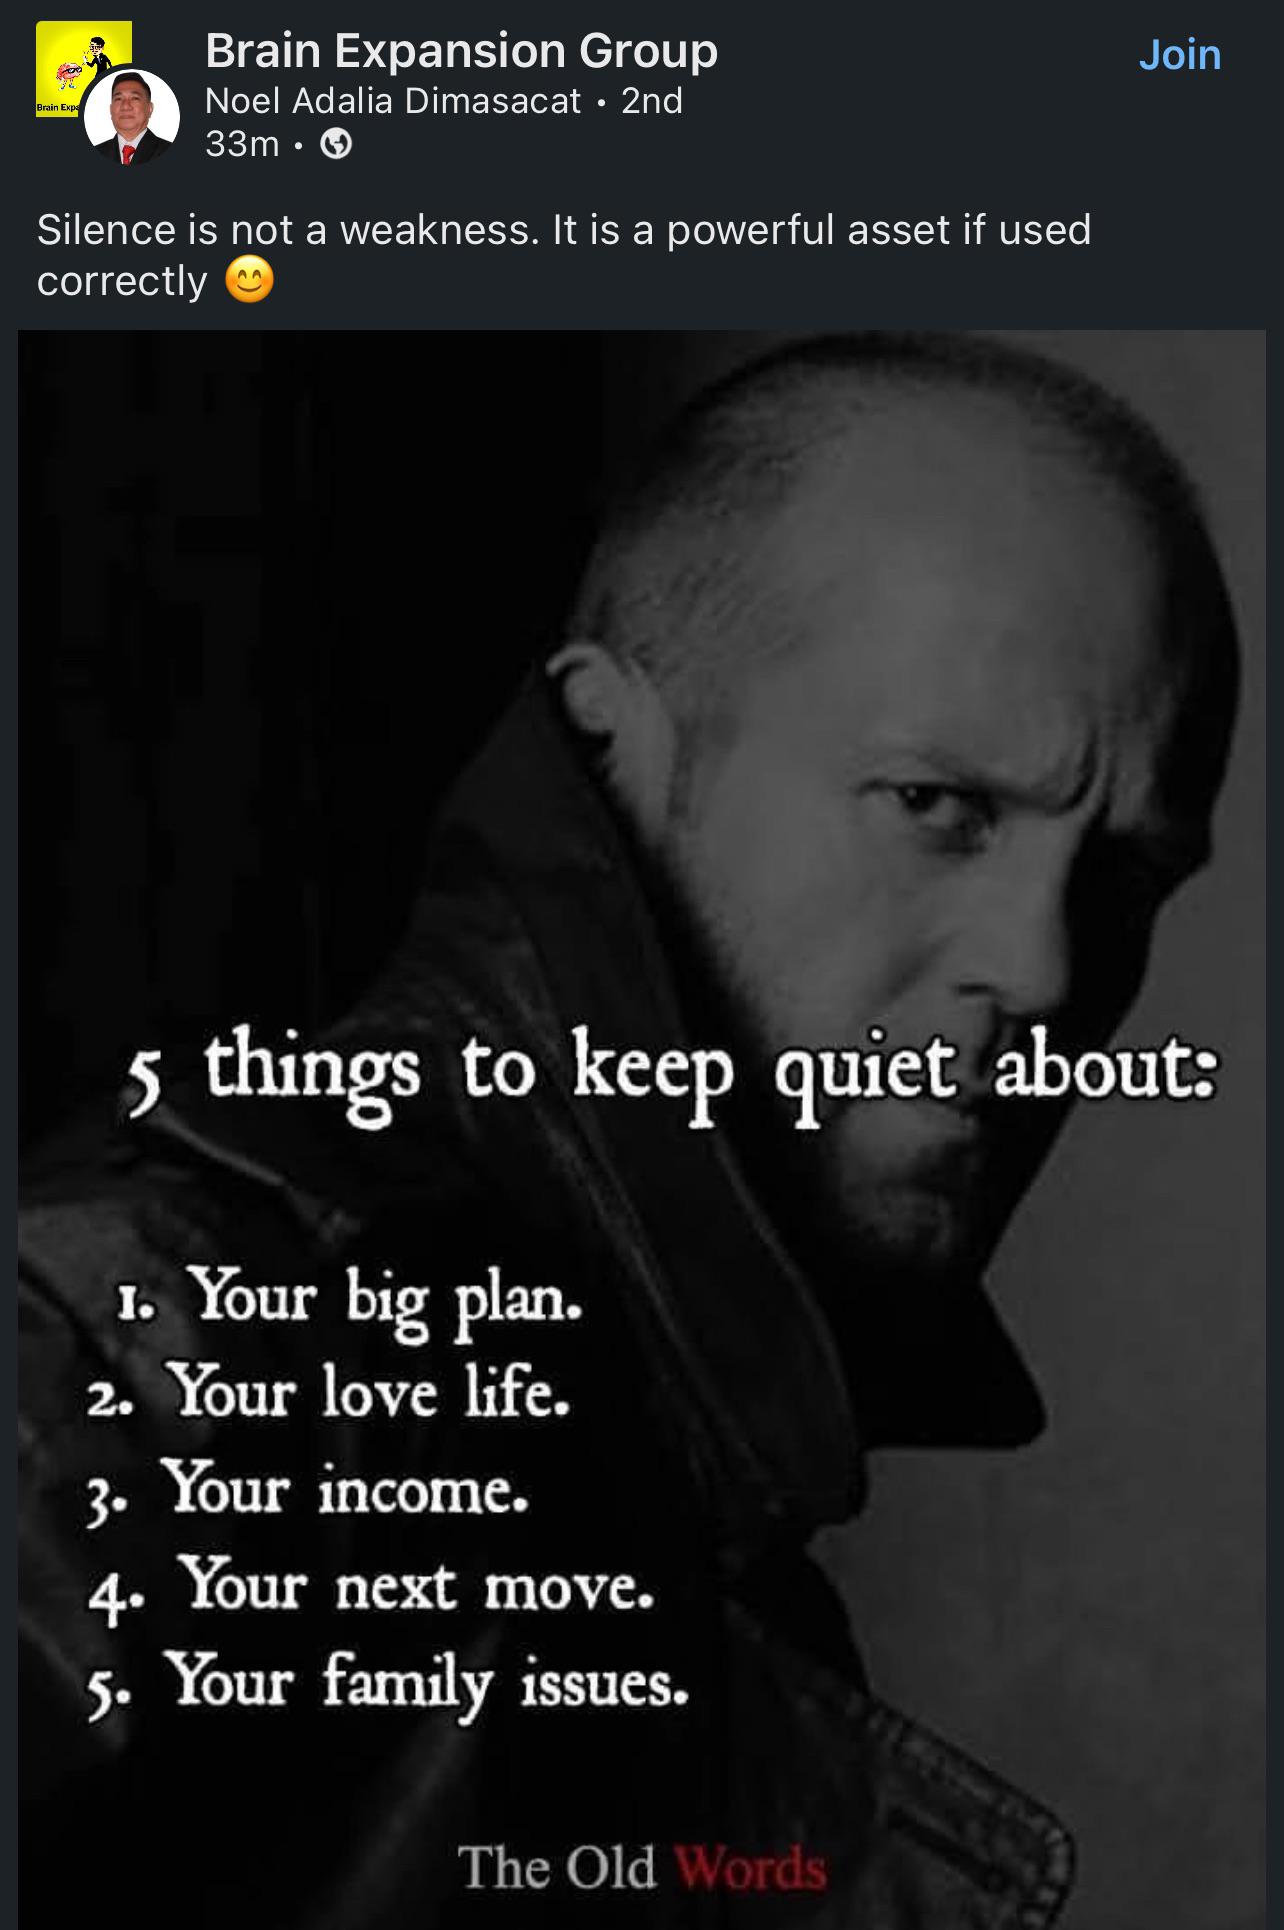 Brain Expansion Group
Join
Noel Adalia Dimasacat • 2nd
33m •
Brain Expa
Silence is not a weakness. It is a powerful asset if used
correctly 😊
5 things to keep quiet about:
1. Your big plan.
2. Your love life.
3. Your income.
4. Your next move.
5. Your family issues.
The Old Words